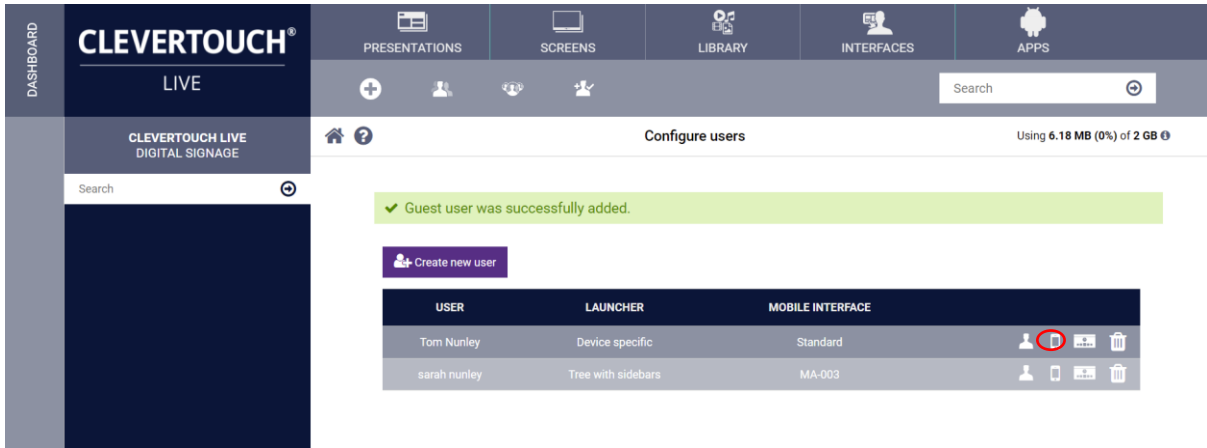 DASHBOARD
CLEVERTOUCH®
LIVE
PRESENTATIONS
SCREENS
LIBRARY
INTERFACES
APPS
Search
CLEVERTOUCH LIVE
DIGITAL SIGNAGE
Search
Configure users
Using 6.18 MB (0%) of 2 GB
Guest user was successfully added.
Create new user
USER LAUNCHER MOBILE INTERFACE
Tom Nunley Device specific Standard
sarah nunley Tree with sidebars MA-003